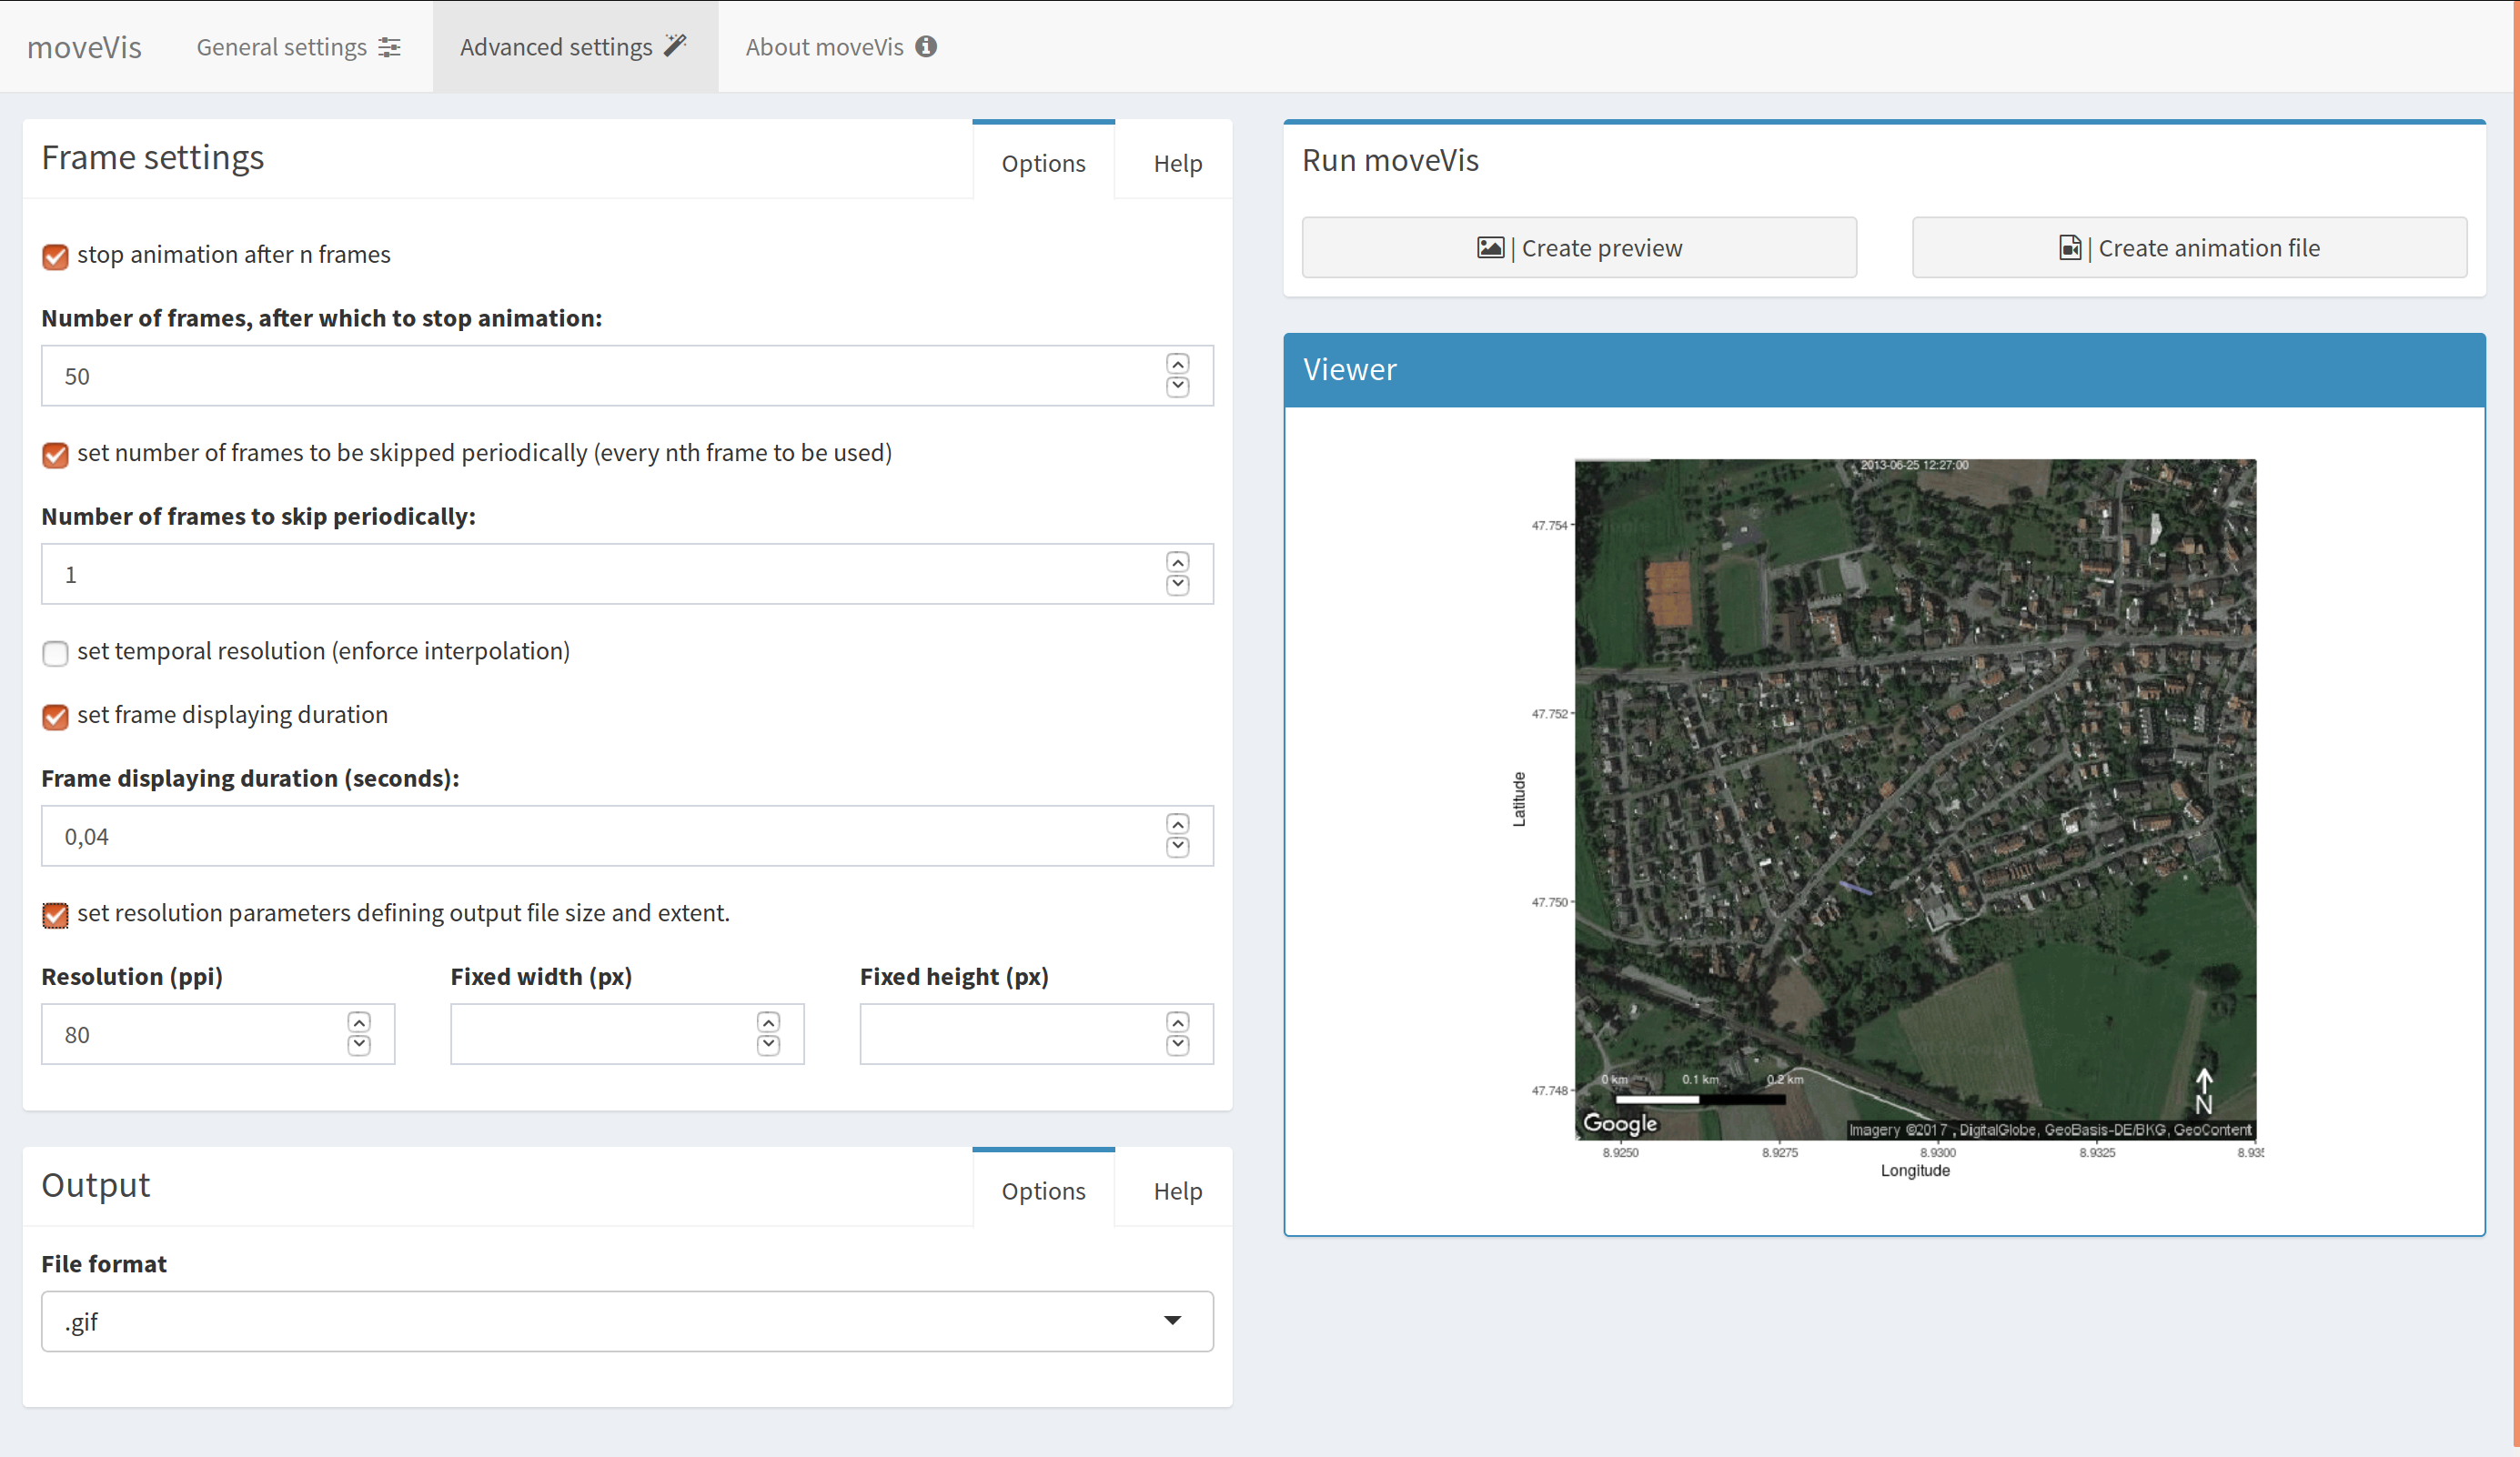 moveVis
General settings
Advanced settings
About moveVis
Frame settings
Options
Help
stop animation after n frames
Number of frames, after which to stop animation:
50
set number of frames to be skipped periodically (every nth frame to be used)
Number of frames to skip periodically:
1
set temporal resolution (enforce interpolation)
set frame displaying duration
Frame displaying duration (seconds):
0,04
set resolution parameters defining output file size and extent.
Resolution (ppi)
Fixed width (px)
Fixed height (px)
80
Output
Options
Help
File format
.gif
Run moveVis
| Create preview
| Create animation file
Viewer
2013-06-25 12:27:00
47.754
47.752
Latitude
47.750
47.748
0 km 0.1 km 0.2 km
N
Google
Imagery ©2017 , DigitalGlobe, GeoBasis-DE/BKG, GeoContent
8.9250 8.9275 8.9300 8.9325 8.93
Longitude